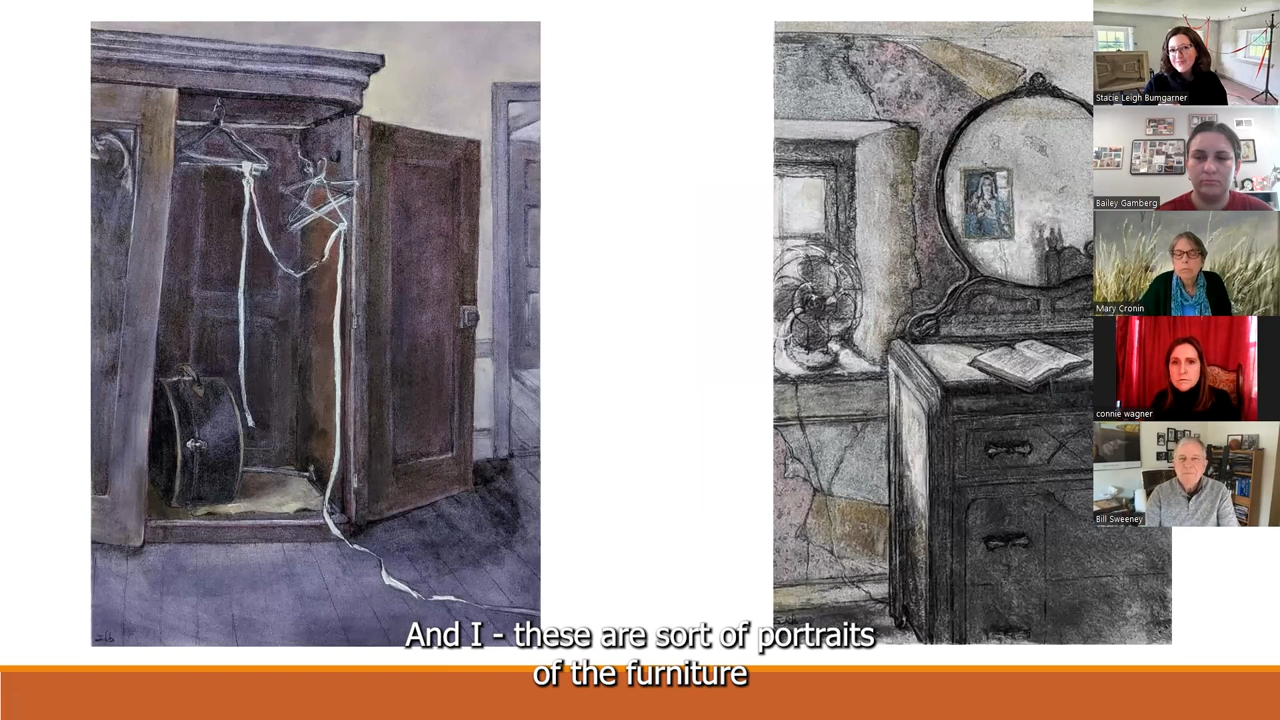 Stacie Leigh Bumgarner
Bailey Gamberg
Mary Cronin
connie wagner
Bill Sweeney
And I - these are sort of portraits
of the furniture